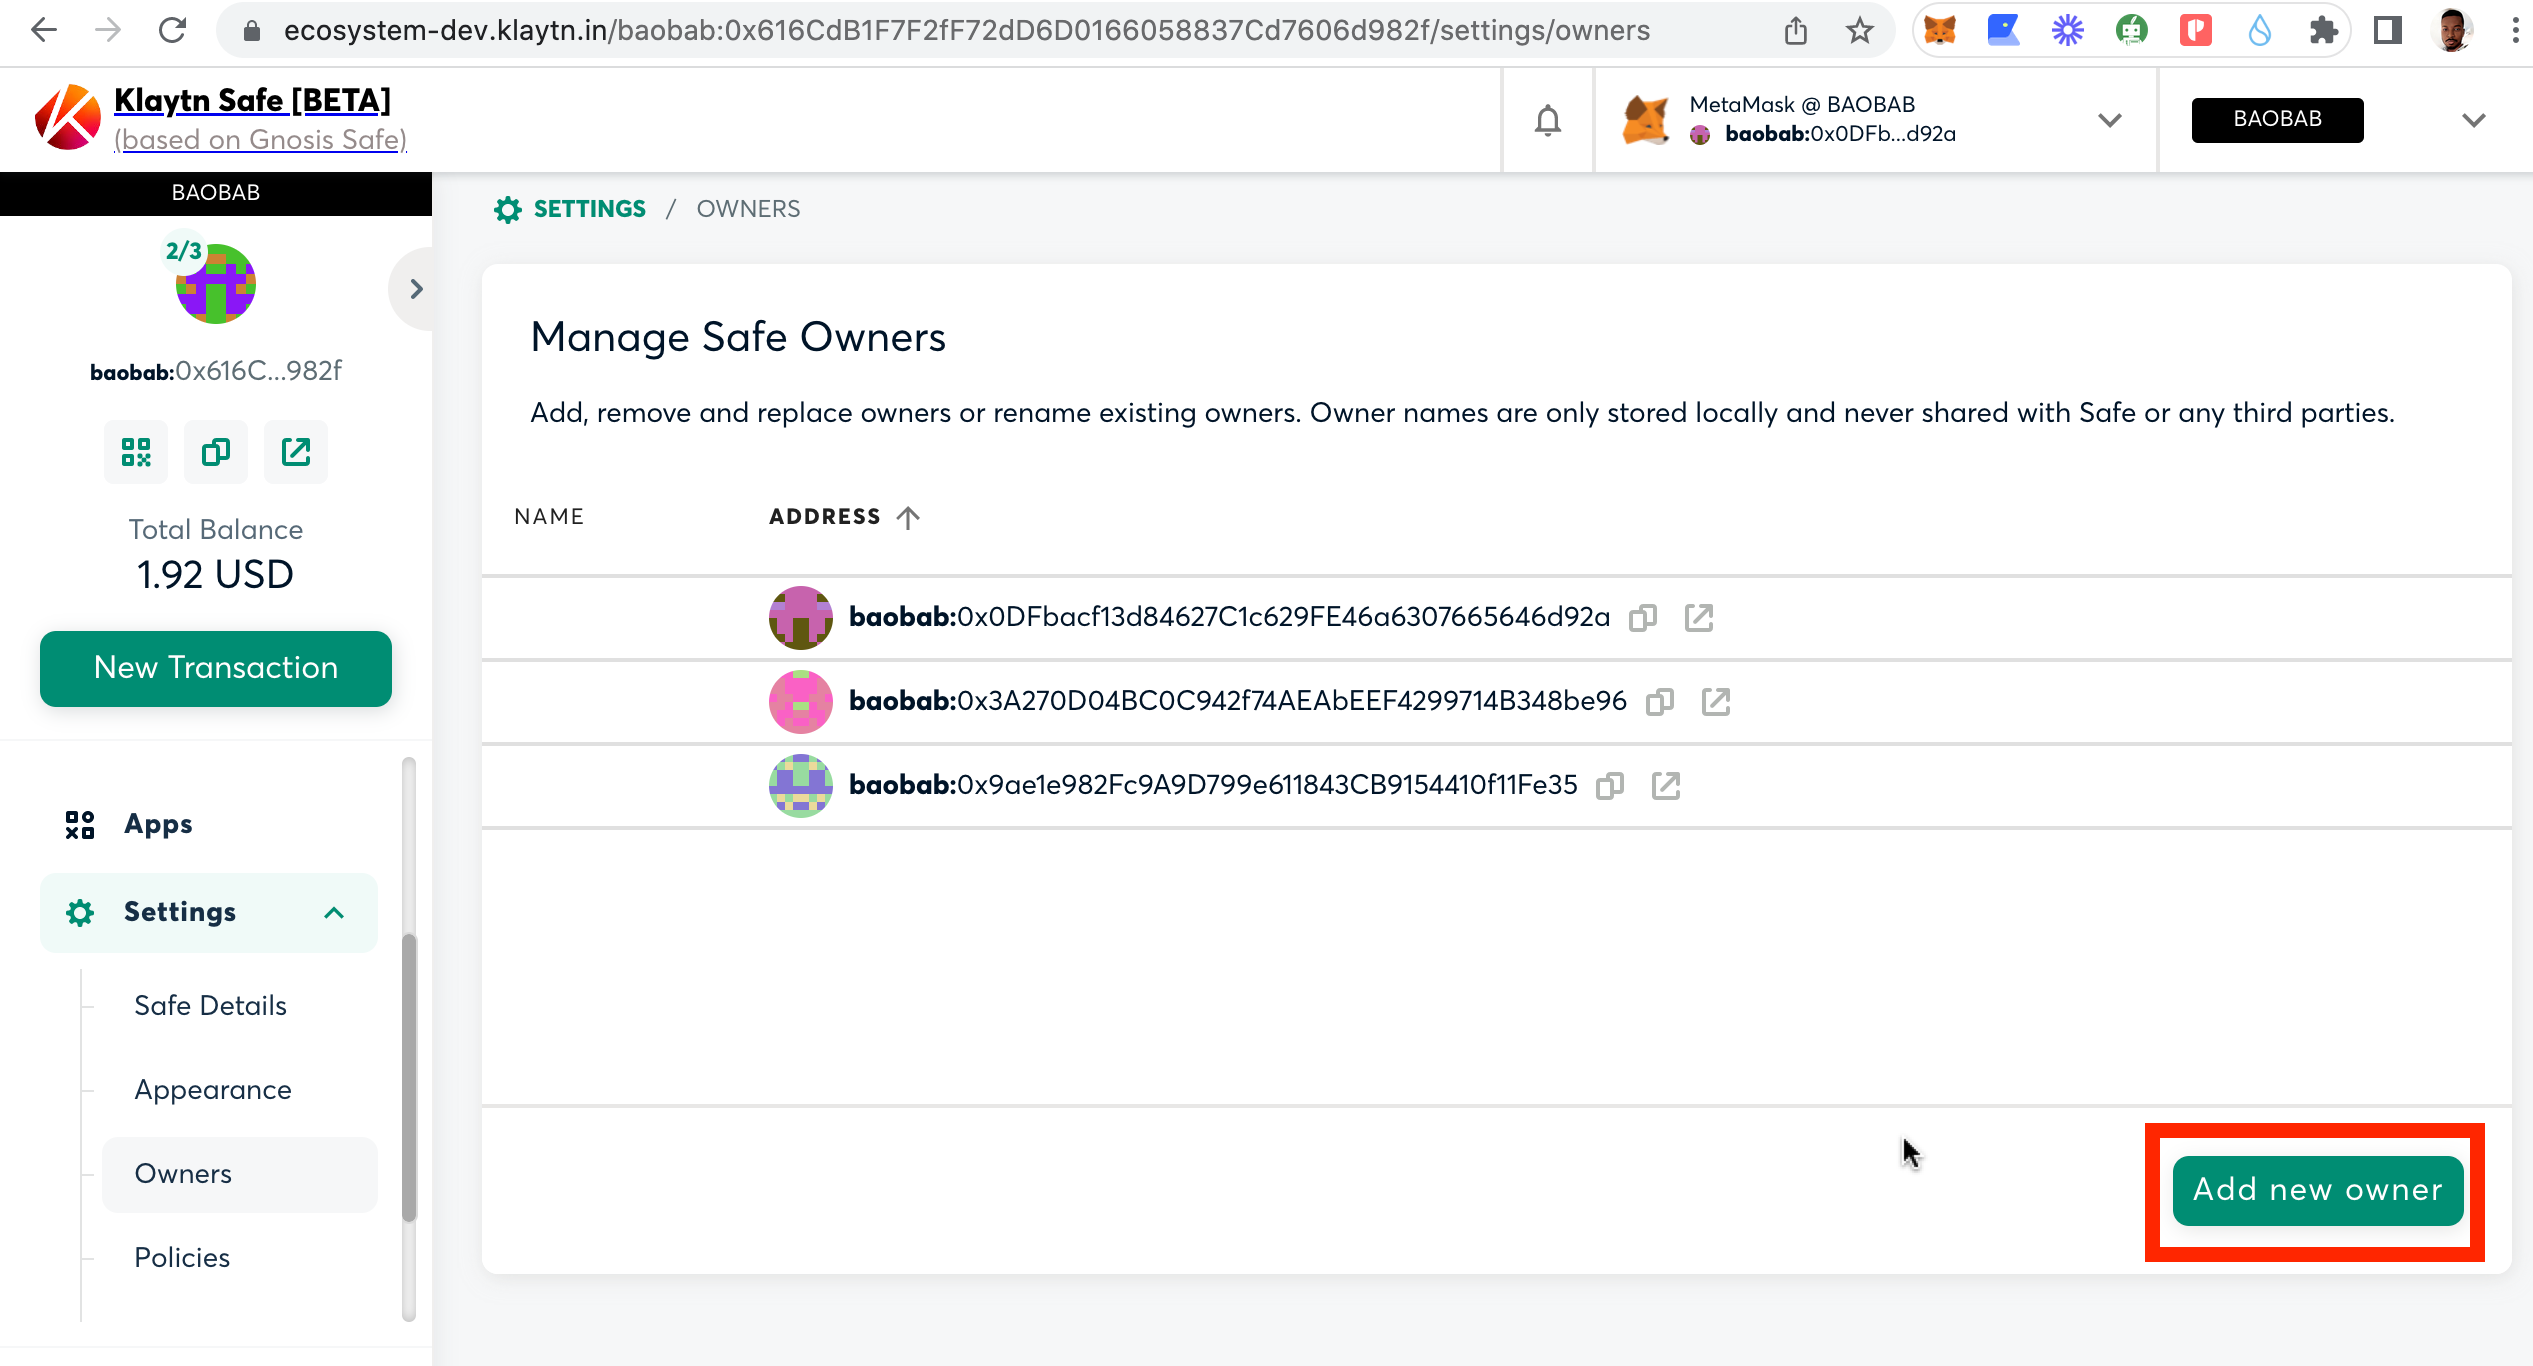 ecosystem-dev.klaytn.in/baobab:0x616CdB1F7F2fF72dD6D0166058837Cd7606d982f/settings/owners
Klaytn Safe [BETA]
(based on Gnosis Safe)
MetaMask @ BAOBAB
baobab:0x0DFb...d92a
BAOBAB
BAOBAB
SETTINGS / OWNERS
2/3
baobab:0x616C...982f
Total Balance
1.92 USD
New Transaction
Apps
Settings
Safe Details
Appearance
Owners
Policies
Manage Safe Owners
Add, remove and replace owners or rename existing owners. Owner names are only stored locally and never shared with Safe or any third parties.
NAME ADDRESS
baobab:0x0DFbacf13d84627C1c629FE46a6307665646d92a
baobab:0x3A270D04BC0C942f74AEAbEEF4299714B348be96
baobab:0x9ae1e982Fc9A9D799e611843CB9154410f11Fe35
Add new owner